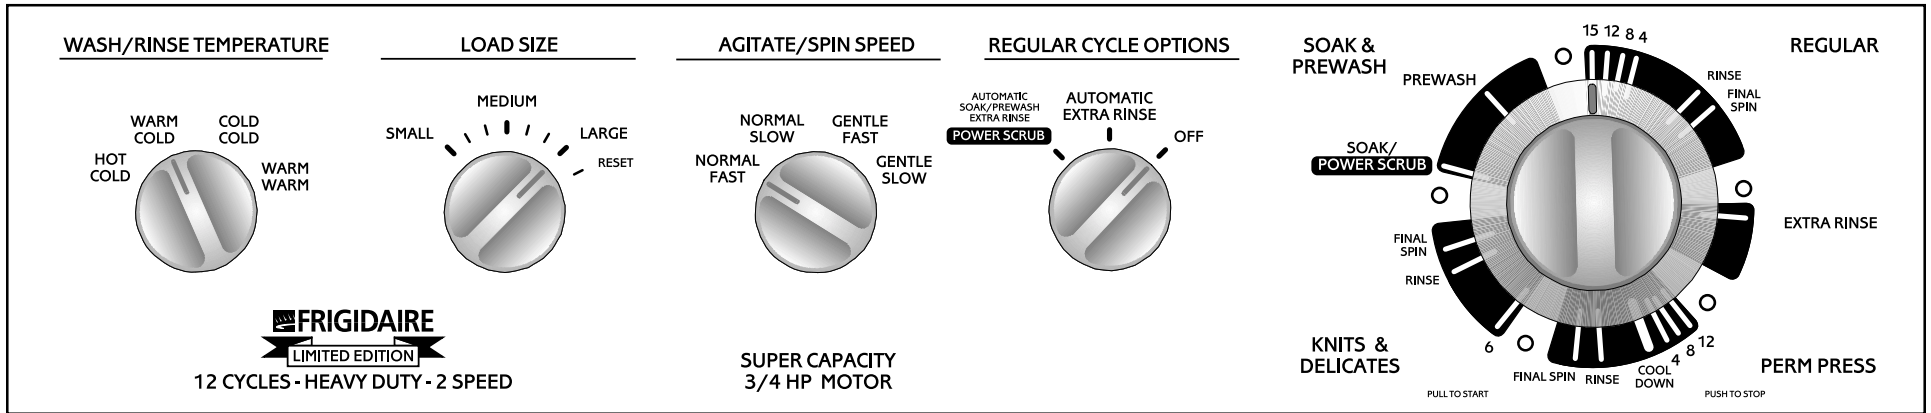 WASH/RINSE TEMPERATURE
WARM
COLD
COLD
COLD
HOT
COLD
WARM
WARM
LOAD SIZE
MEDIUM
SMALL
LARGE
RESET
AGITATE/SPIN SPEED
NORMAL
SLOW
GENTLE
FAST
NORMAL
FAST
GENTLE
SLOW
REGULAR CYCLE OPTIONS
AUTOMATIC
SOAK/PREWASH
EXTRA RINSE
POWER SCRUB
AUTOMATIC
EXTRA RINSE
OFF
SOAK &
PREWASH
PREWASH
SOAK/
POWER SCRUB
15 12 8 4
REGULAR
RINSE
FINAL
SPIN
EXTRA RINSE
FINAL
SPIN
RINSE
6
KNITS &
DELICATES
FINAL SPIN
RINSE
COOL
DOWN
4 8 12
PERM PRESS
PULL TO START
PUSH TO STOP
FRIGIDAIRE
LIMITED EDITION
12 CYCLES - HEAVY DUTY - 2 SPEED
SUPER CAPACITY
3/4 HP MOTOR